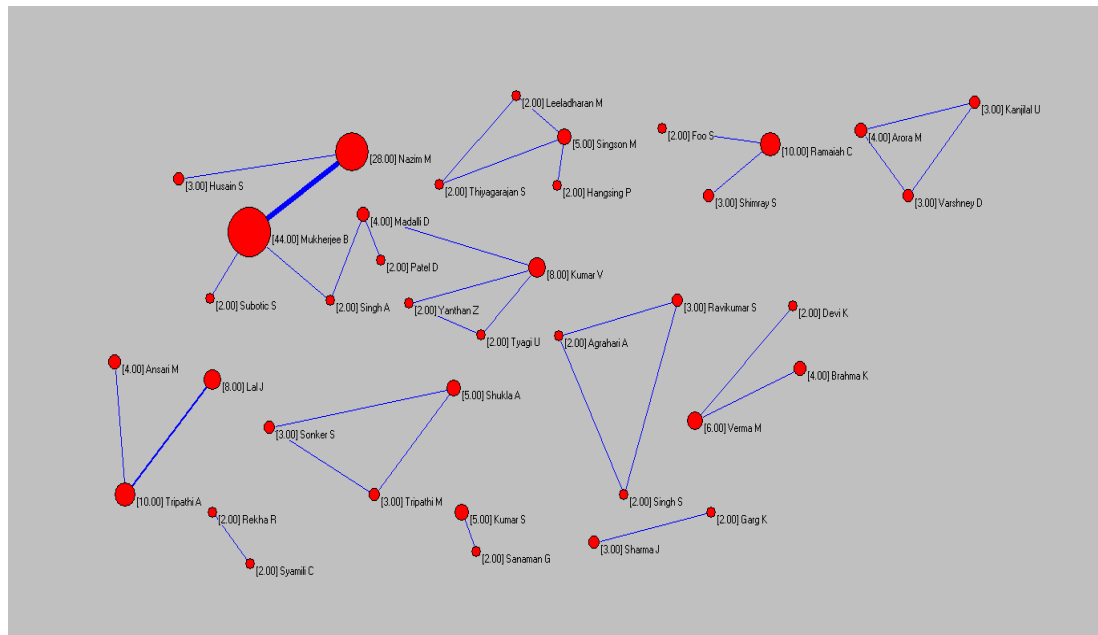 [2.00] Leeladharan M
[3.00] Kanjilal U
[2.00] Foo S
[4.00] Arora M
[5.00] Singson M
[10.00] Ramaiah C
[28.00] Nazim M
[3.00] Husain S
[2.00] Thiyagarajan S
[2.00] Hangsing P
[3.00] Shimray S
[3.00] Varshney D
[4.00] Madalli D
[44.00] Mukherjee B
[2.00] Patel D
[8.00] Kumar V
[2.00] Subotic S
[2.00] Singh A
[2.00] Yanthan Z
[3.00] Ravikumar S
[2.00] Devi K
[2.00] Tyagi U
[2.00] Agrahari A
[4.00] Ansari M
[8.00] Lal J
[4.00] Brahma K
[5.00] Shukla A
[3.00] Sonker S
[6.00] Verma M
[10.00] Tripathi A
[3.00] Tripathi M
[2.00] Singh S
[2.00] Rekha R
[5.00] Kumar S
[2.00] Garg K
[3.00] Sharma J
[2.00] Sanaman G
[2.00] Syamili C